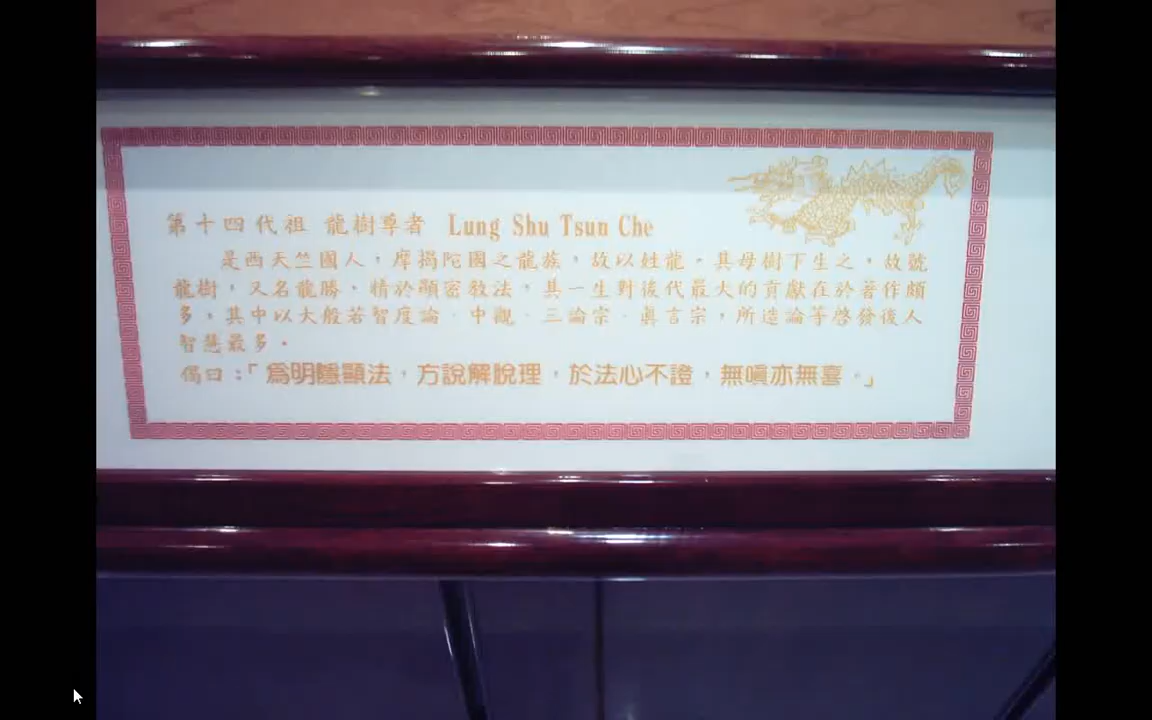 第十四代祖 龍樹尊者 Lung Shu Tsun Che
是西天竺國人，摩揭陀國之龍族，故以姓龍。其母樹下生之，故號
龍樹，又名龍勝。精於顯密教法，其一生對後代最大的貢獻在於著作頗
多，其中以大般若智度論．中觀．三論宗．真言宗，所造論等啓發後人
智慧最多。
偈曰：「為明隱顯法，方說解脫理，於法心不證，無嗔亦無喜。」